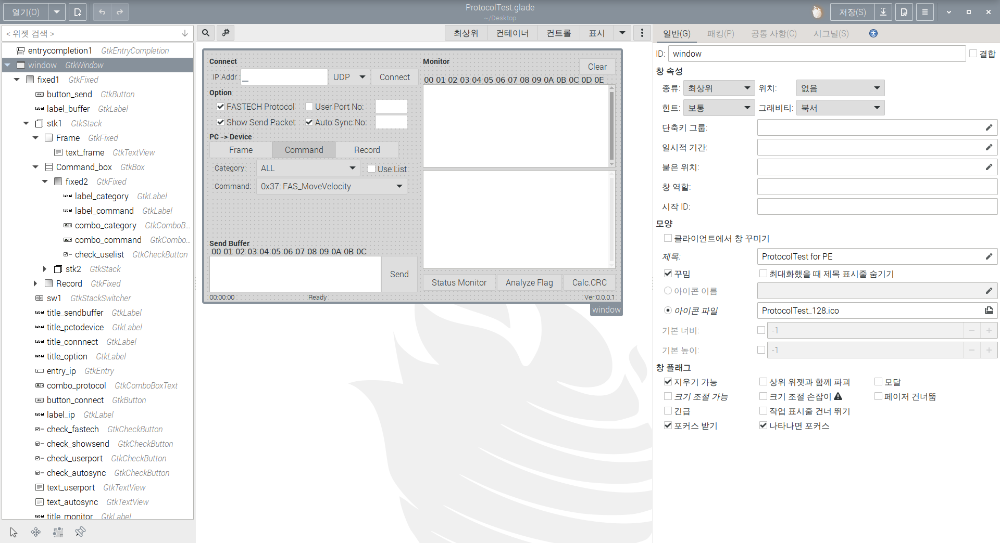 열기(O)
ProtocolTest.glade
~/Desktop
저장(S)
< 위젯 검색 >
최상위
컨테이너
컨트롤
표시
일반(G)
패킹(P)
공통 사항(C)
시그널(S)
entrycompletion1 GtkEntryCompletion
window GtkWindow
fixed1 GtkFixed
button_send GtkButton
label_buffer GtkLabel
stk1 GtkStack
Frame GtkFixed
text_frame GtkTextView
Command_box GtkBox
fixed2 GtkFixed
label_category GtkLabel
label_command GtkLabel
combo_category GtkComboB...
combo_command GtkCombo...
check_uselist GtkCheckButton
stk2 GtkStack
Record GtkFixed
sw1 GtkStackSwitcher
title_sendbuffer GtkLabel
title_pctodevice GtkLabel
title_connnect GtkLabel
title_option GtkLabel
entry_ip GtkEntry
combo_protocol GtkComboBoxText
button_connect GtkButton
label_ip GtkLabel
check_fastech GtkCheckButton
check_showsend GtkCheckButton
check_userport GtkCheckButton
check_autosync GtkCheckButton
text_userport GtkTextView
text_autosync GtkTextView
title_monitor GtkLabel
Connect
IP Addr :
_
UDP
Connect
Option
FASTECH Protocol
User Port No:
Show Send Packet
Auto Sync No:
PC -> Device
Frame
Command
Record
Category:
ALL
Use List
Command:
0x37: FAS_MoveVelocity
Send Buffer
00 01 02 03 04 05 06 07 08 09 0A 0B 0C
Send
00:00:00
Ready
Monitor
Clear
00 01 02 03 04 05 06 07 08 09 0A 0B 0C 0D 0E
Status Monitor
Analyze Flag
Calc.CRC
Ver 0.0.0.1
window
ID:
window
결합
창 속성
종류:
최상위
위치:
없음
힌트:
보통
그래비티:
북서
단축키 그룹:
일시적 기간:
붙은 위치:
창 역할:
시작 ID:
모양
클라이언트에서 창 꾸미기
제목:
ProtocolTest for PE
꾸밈
최대화했을 때 제목 표시줄 숨기기
아이콘 이름
아이콘 파일
ProtocolTest_128.ico
기본 너비:
-1
기본 높이:
-1
창 플래그
지우기 가능
상위 위젯과 함께 파괴
모달
크기 조절 가능
크기 조절 손잡이
페이저 건너뜀
긴급
작업 표시줄 건너 뛰기
포커스 받기
나타나면 포커스